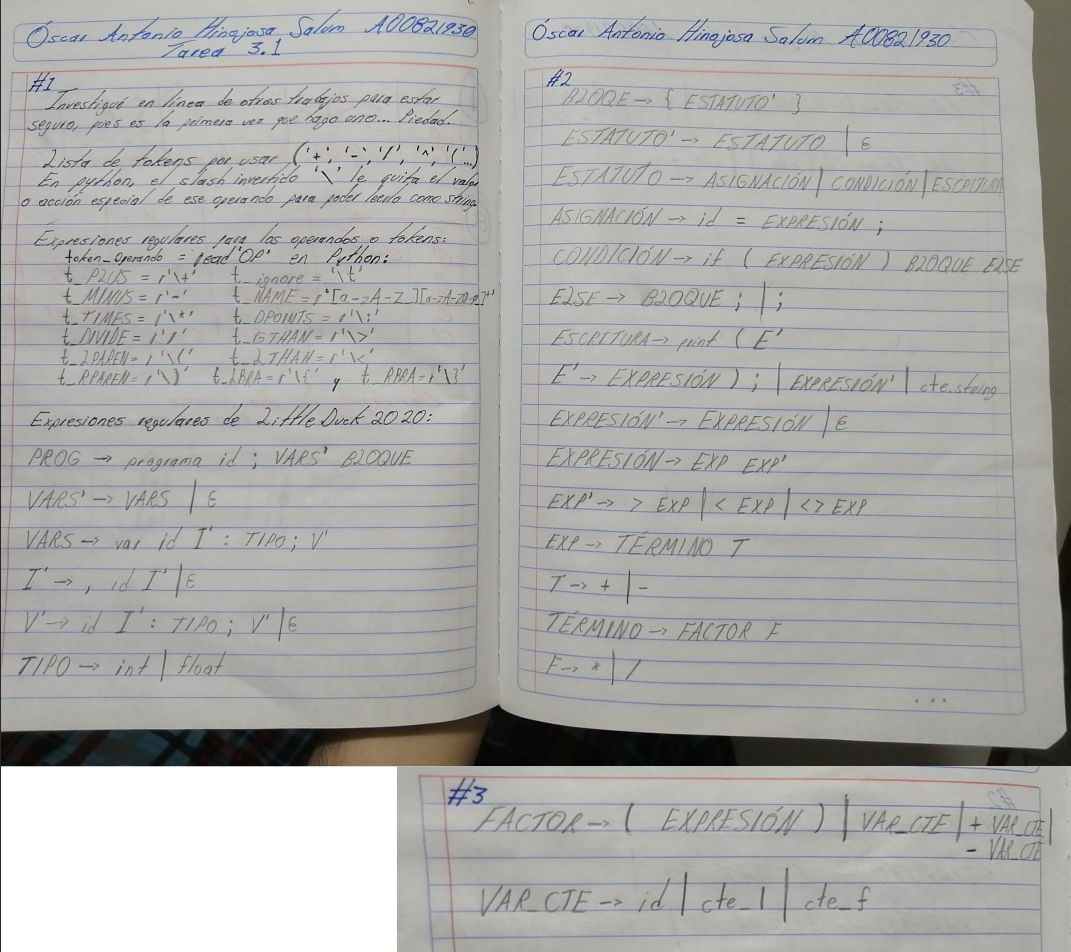 Óscar Antonio Hinojosa Salum A00821930
Tarea 3.1
#1
Investigué en línea de otros trabajos para estar
seguro, pues es la primera vez que hago uno... Piedad.
Lista de tokens por usar ('+', '-', '/', '^', '('...)
En python, el slash invertido '\' le quita el valor
o acción especial de ese operando para poder leerlo como string.
Expresiones regulares para los operandos o tokens:
token_Operando = read'OP' en Python:
t_PLUS = r'\+' t_ignore = '\t'
t_MINUS = r'-' t_NAME = r'[a-zA-Z_][a-zA-Z0-9_]*'
t_TIMES = r'\*' t_DPOINTS = r'\:'
t_DIVIDE = r'/' t_GTHAN = r'\>'
t_LPAREN = r'\(' t_LTHAN = r'\<'
t_RPAREN = r'\)' t_LBRA = r'\{' y t_RBRA = r'\}'
Expresiones regulares de Little Duck 2020:
PROG → programa id ; VARS' BLOQUE
VARS' → VARS | ε
VARS → var id I' : TIPO ; V'
I' → , id I' | ε
V' → id I' : TIPO ; V' | ε
TIPO → int | float
Óscar Antonio Hinojosa Salum A00821930
#2
BLOQE → { ESTATUTO' }
ESTATUTO' → ESTATUTO | ε
ESTATUTO → ASIGNACIÓN | CONDICIÓN | ESCRITURA
ASIGNACIÓN → id = EXPRESIÓN ;
CONDICIÓN → if ( EXPRESIÓN ) BLOQUE ELSE
ELSE → BLOQUE ; | ;
ESCRITURA → print ( E'
E' → EXPRESIÓN ) ; | EXPRESIÓN' | cte.string
EXPRESIÓN' → EXPRESIÓN | ε
EXPRESIÓN → EXP EXP'
EXP' → > EXP | < EXP | <> EXP
EXP → TÉRMINO T
T → + | -
TÉRMINO → FACTOR F
F → * | /
...
#3
FACTOR → ( EXPRESIÓN ) | VAR_CTE | + VAR_CTE |
- VAR_CTE
VAR_CTE → id | cte_I | cte_f